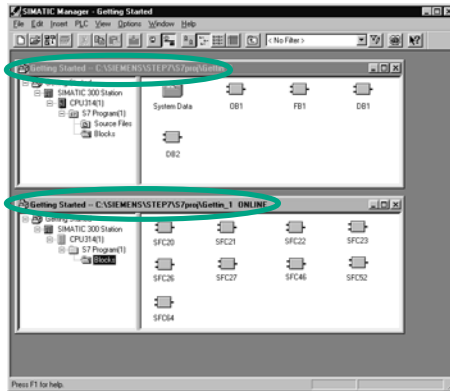 SIMATIC Manager - Getting Started
File Edit Insert PLC View Options Window Help
< No Filter >
Getting Started -- C:\SIEMENS\STEP7\S7proj\Gettin
SIMATIC 300 Station
CPU314(1)
S7 Program(1)
Source Files
Blocks
System Data DB1 FB1 DB1
DB2
Getting Started -- C:\SIEMENS\STEP7\S7proj\Gettin_1 ONLINE
Getting Started
SIMATIC 300 Station
CPU314(1)
S7 Program(1)
Blocks
SFC20 SFC21 SFC22 SFC23
SFC26 SFC27 SFC46 SFC52
SFC64
Press F1 for help.